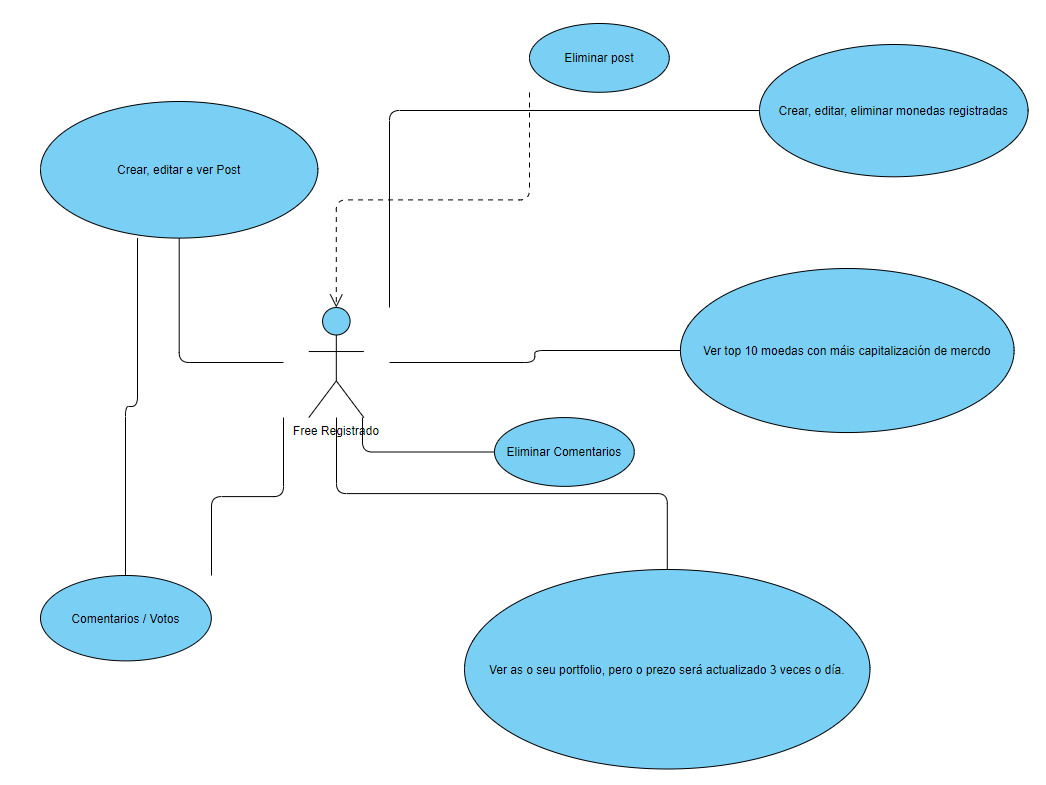 Eliminar post
Crear, editar, eliminar monedas registradas
Crear, editar e ver Post
Ver top 10 moedas con máis capitalización de mercdo
Free Registrado
Eliminar Comentarios
Comentarios / Votos
Ver as o seu portfolio, pero o prezo será actualizado 3 veces o día.